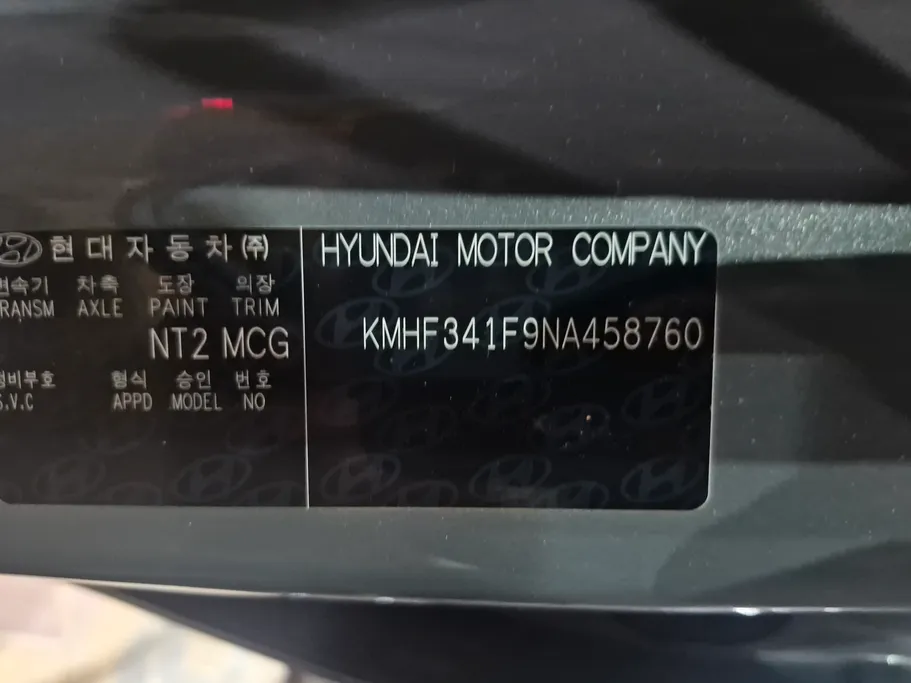 현대자동차㈜
변속기 차축 도장 의장
TRANSM AXLE PAINT TRIM
NT2 MCG
정비부호 형식 승인 번호
S.V.C APPD MODEL NO
HYUNDAI MOTOR COMPANY
KMHF341F9NA458760